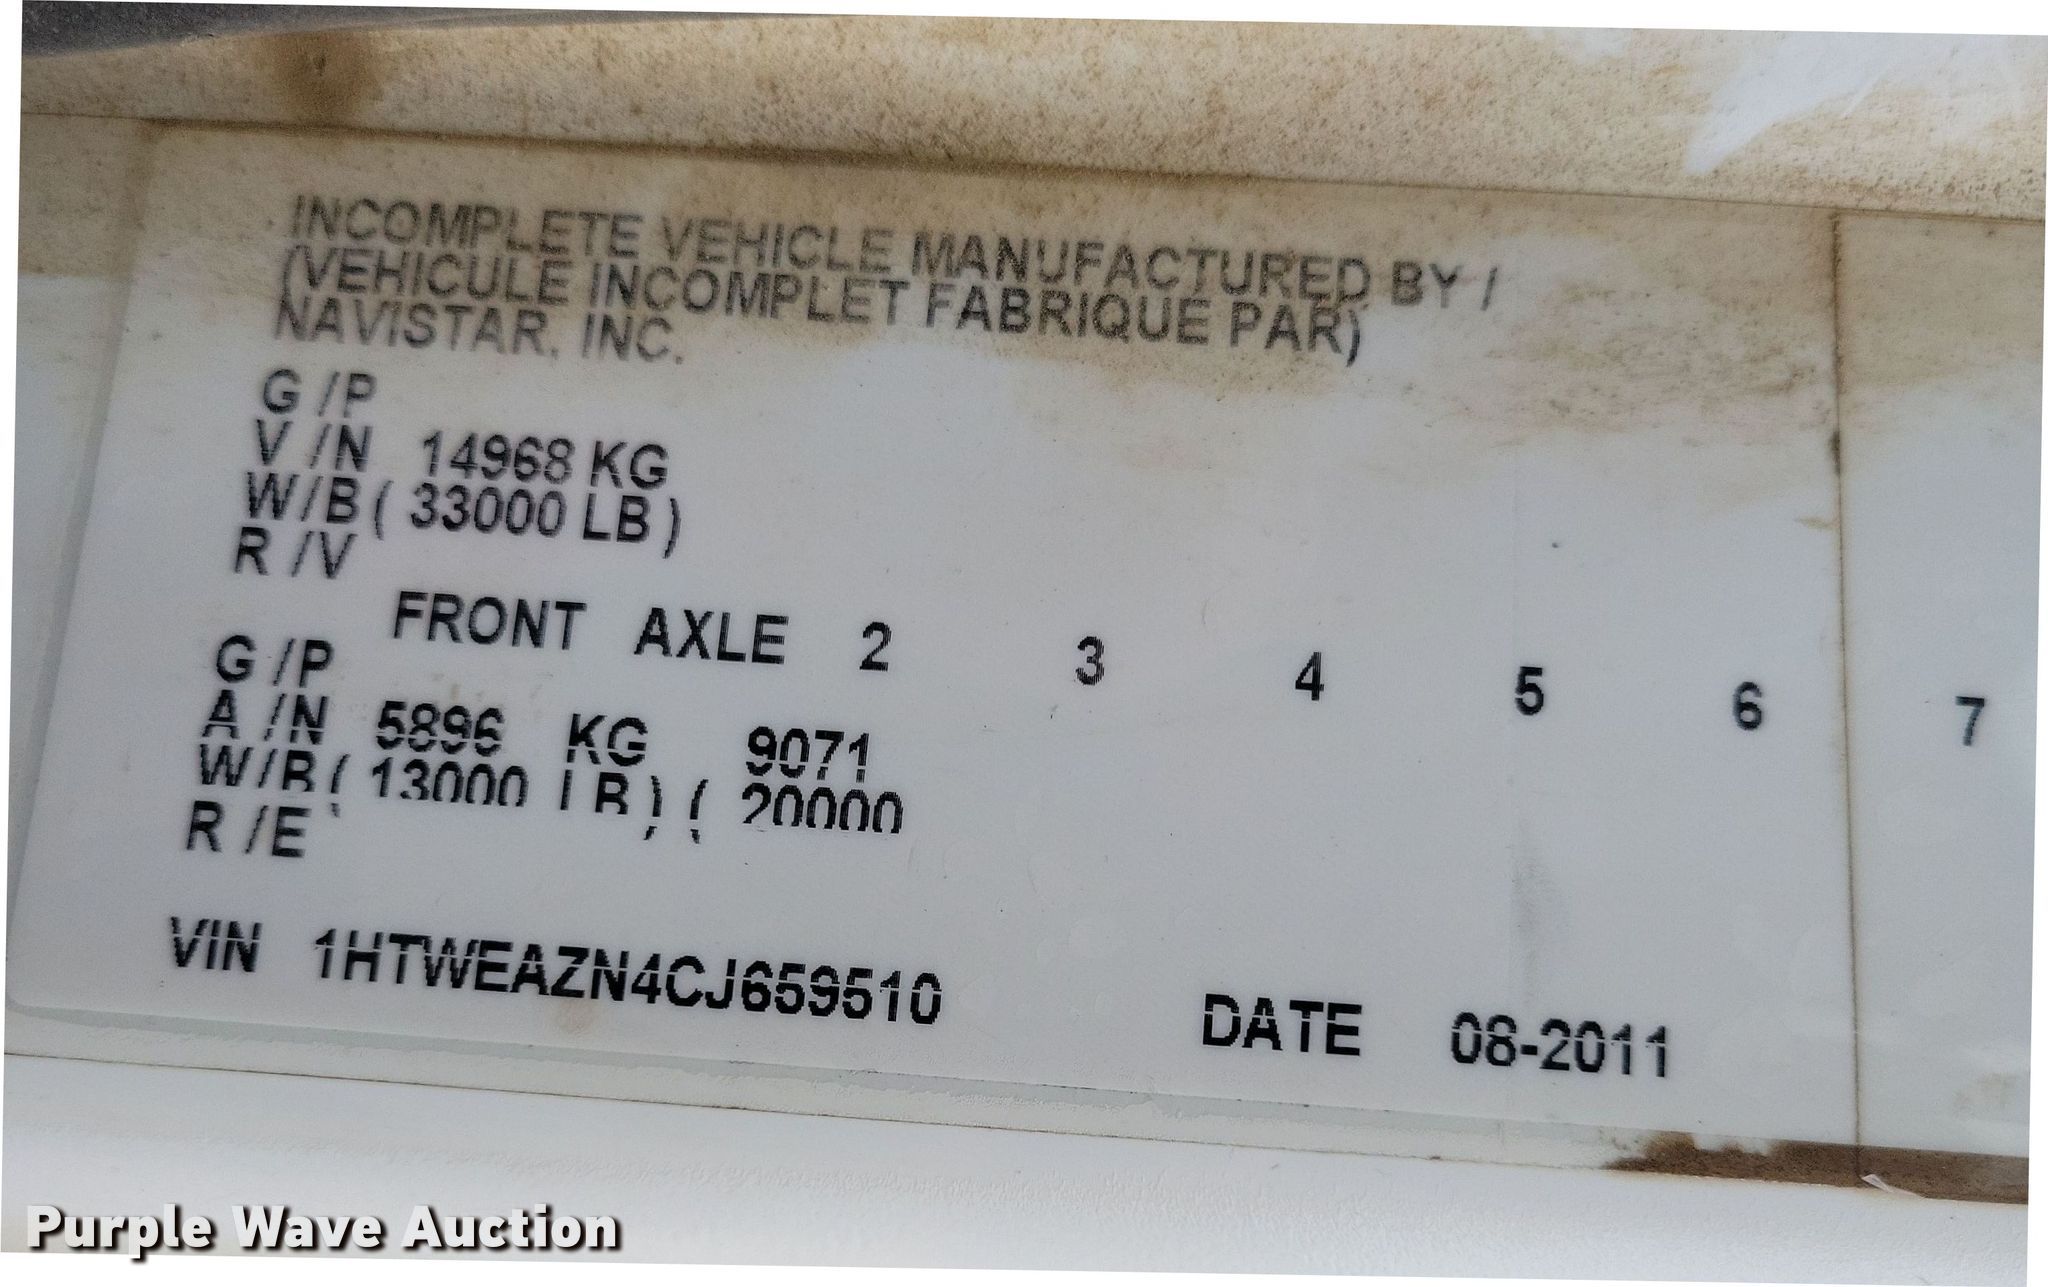 INCOMPLETE VEHICLE MANUFACTURED BY /
(VEHICULE INCOMPLET FABRIQUE PAR)
NAVISTAR, INC.
G /P
V /N 14968 KG
W/B ( 33000 LB )
R /V
FRONT AXLE 2 3 4 5 6 7
G /P
A /N 5896 KG 9071
W/B ( 13000 LB ) ( 20000
R /E
VIN 1HTWEAZN4CJ659510
DATE 08-2011
Purple Wave Auction